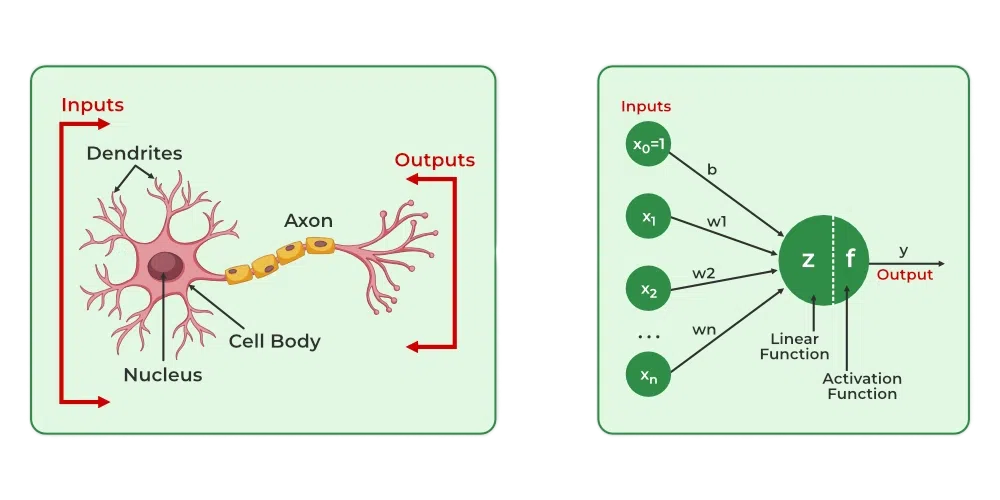 Inputs
Dendrites
Outputs
Axon
Cell Body
Nucleus
Inputs
x₀=1
b
x₁
w1
x₂
w2
...
wn
xₙ
z
f
y
Output
Linear
Function
Activation
Function